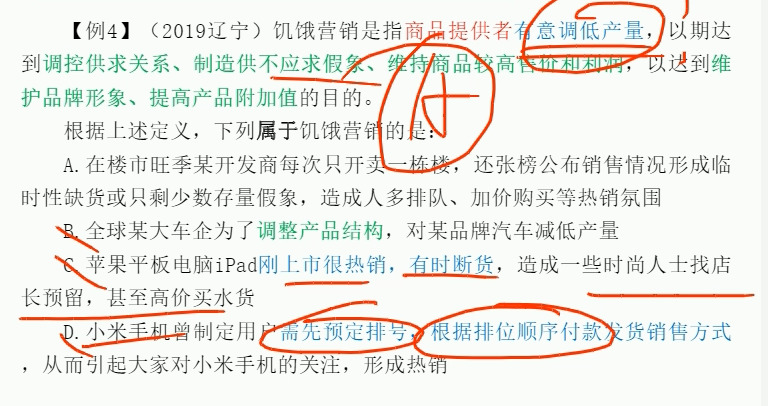 【例4】（2019辽宁）饥饿营销是指商品提供者有意调低产量，以期达
到调控供求关系、制造供不应求假象、维持商品较高售价和利润，以达到维
护品牌形象、提高产品附加值的目的。
根据上述定义，下列属于饥饿营销的是：
A.在楼市旺季某开发商每次只开卖一栋楼，还张榜公布销售情况形成临
时性缺货或只剩少数存量假象，造成人多排队、加价购买等热销氛围
B.全球某大车企为了调整产品结构，对某品牌汽车减低产量
C.苹果平板电脑iPad刚上市很热销，有时断货，造成一些时尚人士找店
长预留，甚至高价买水货
D.小米手机曾制定用户需先预定排号，根据排位顺序付款发货销售方式
，从而引起大家对小米手机的关注，形成热销